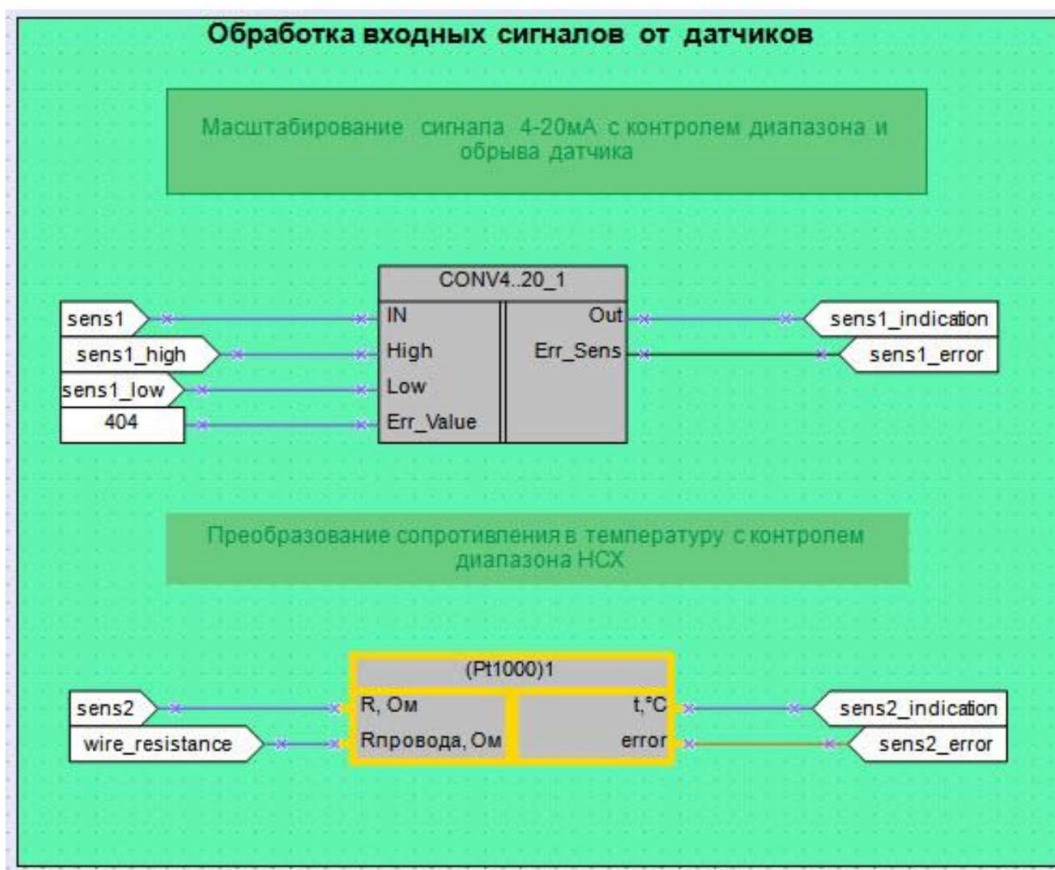 Обработка входных сигналов от датчиков
Масштабирование сигнала 4-20мА с контролем диапазона и
обрыва датчика
CONV4..20_1
sens1
IN
Out
sens1_indication
sens1_high
High
Err_Sens
sens1_error
sens1_low
Low
404
Err_Value
Преобразование сопротивления в температуру с контролем
диапазона НСХ
(Pt1000)1
sens2
R, Ом
t,°C
sens2_indication
wire_resistance
Rпровода, Ом
error
sens2_error